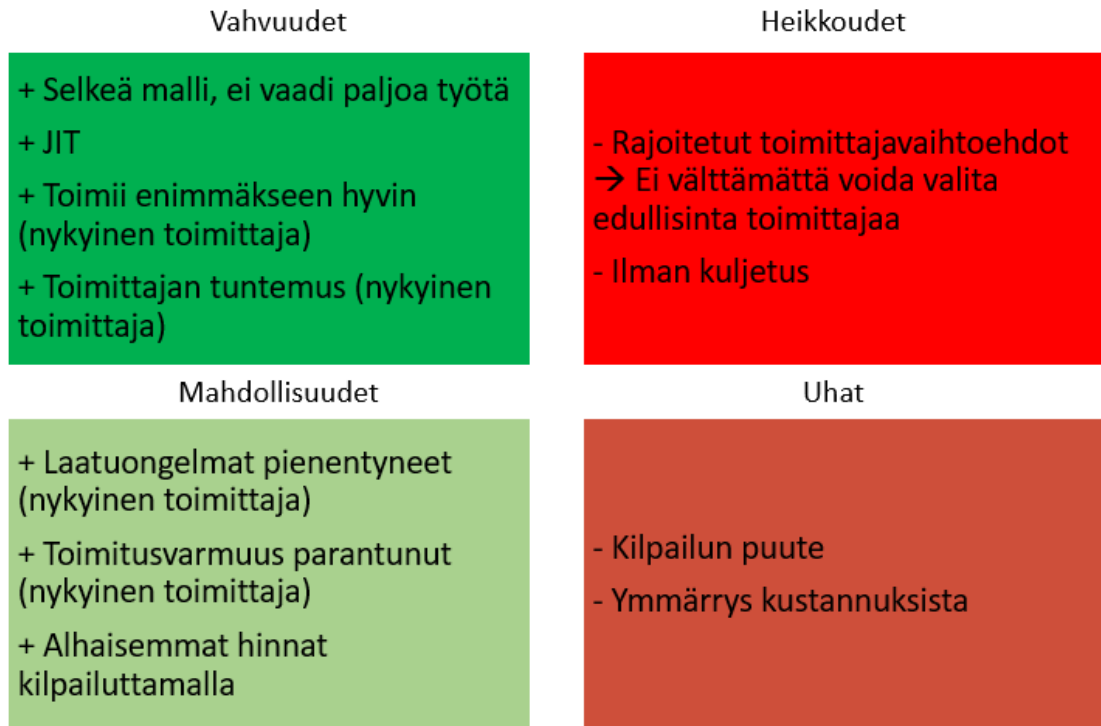 Vahvuudet
+ Selkeä malli, ei vaadi paljoa työtä
+ JIT
+ Toimii enimmäkseen hyvin
(nykyinen toimittaja)
+ Toimittajan tuntemus (nykyinen
toimittaja)
Heikkoudet
- Rajoitetut toimittajavaihtoehdot
→ Ei välttämättä voida valita
edullisinta toimittajaa
- Ilman kuljetus
Mahdollisuudet
+ Laatuongelmat pienentyneet
(nykyinen toimittaja)
+ Toimitusvarmuus parantunut
(nykyinen toimittaja)
+ Alhaisemmat hinnat
kilpailuttamalla
Uhat
- Kilpailun puute
- Ymmärrys kustannuksista